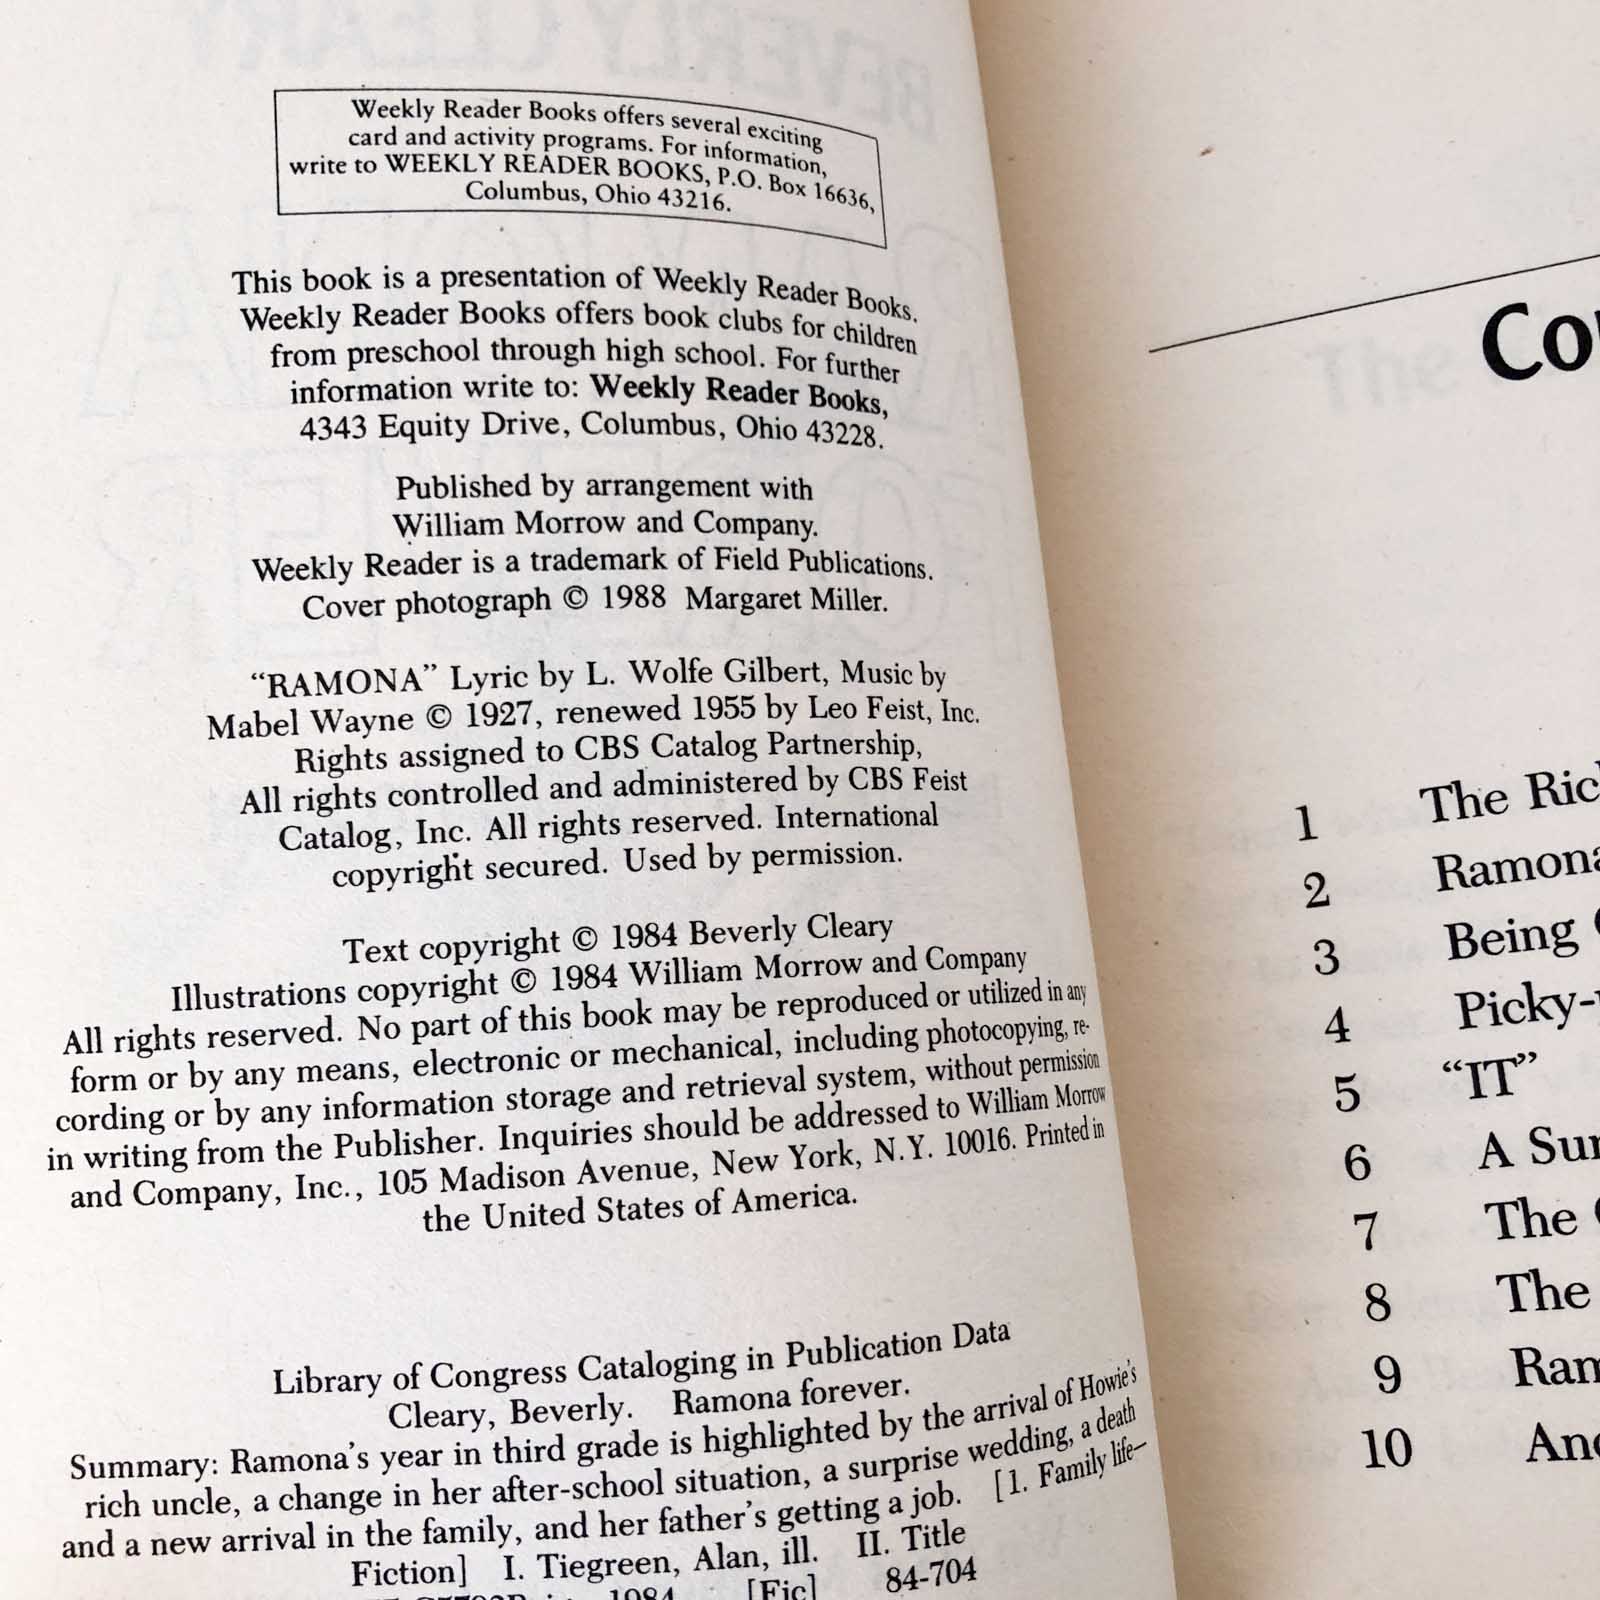 Weekly Reader Books offers several exciting
card and activity programs. For information,
write to WEEKLY READER BOOKS, P.O. Box 16636,
Columbus, Ohio 43216.
This book is a presentation of Weekly Reader Books.
Weekly Reader Books offers book clubs for children
from preschool through high school. For further
information write to: Weekly Reader Books,
4343 Equity Drive, Columbus, Ohio 43228.
Published by arrangement with
William Morrow and Company.
Weekly Reader is a trademark of Field Publications.
Cover photograph © 1988 Margaret Miller.
“RAMONA” Lyric by L. Wolfe Gilbert, Music by
Mabel Wayne © 1927, renewed 1955 by Leo Feist, Inc.
Rights assigned to CBS Catalog Partnership,
All rights controlled and administered by CBS Feist
Catalog, Inc. All rights reserved. International
copyright secured. Used by permission.
Text copyright © 1984 Beverly Cleary
Illustrations copyright © 1984 William Morrow and Company
All rights reserved. No part of this book may be reproduced or utilized in any
form or by any means, electronic or mechanical, including photocopying, re-
cording or by any information storage and retrieval system, without permission
in writing from the Publisher. Inquiries should be addressed to William Morrow
and Company, Inc., 105 Madison Avenue, New York, N.Y. 10016. Printed in
the United States of America.
Library of Congress Cataloging in Publication Data
Cleary, Beverly. Ramona forever.
Summary: Ramona's year in third grade is highlighted by the arrival of Howie's
rich uncle, a change in her after-school situation, a surprise wedding, a death
and a new arrival in the family, and her father's getting a job. [1. Family life—
Fiction] I. Tiegreen, Alan, ill. II. Title
1984 [Fic] 84-704
1 The
2 Ramona
3 Being
4
5 “IT”
6 A
7 The
8 The
9
10